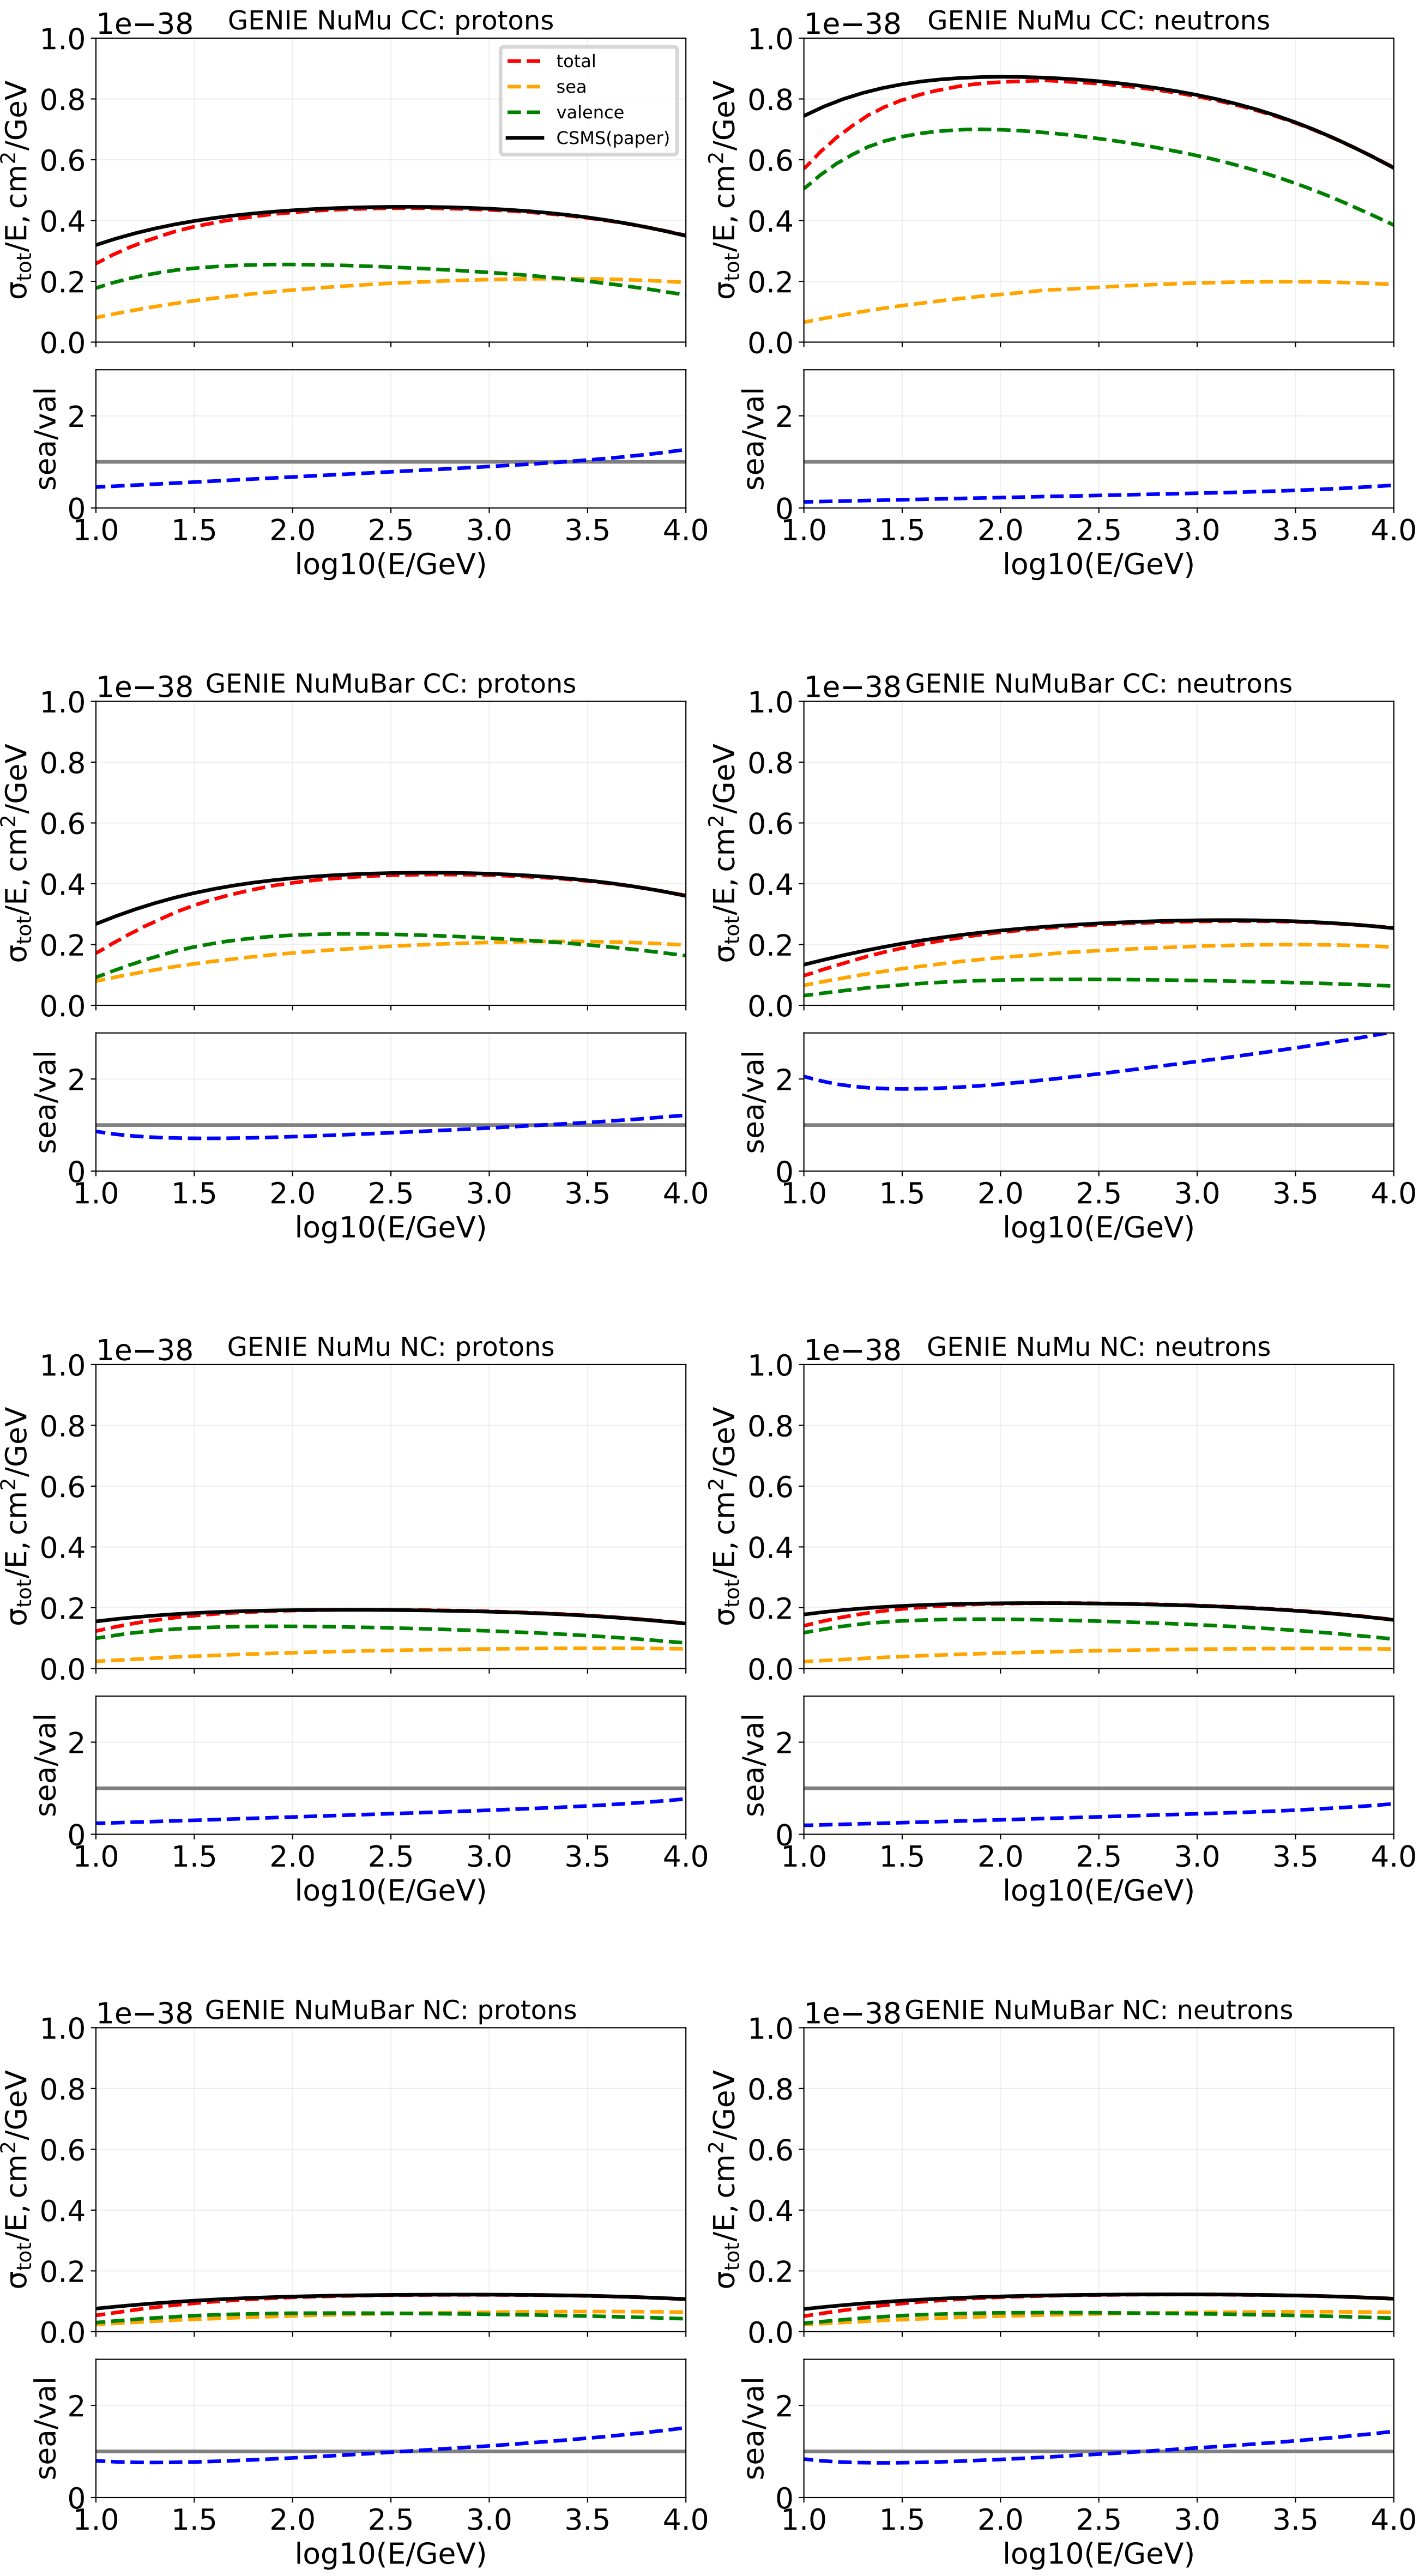 1e−38 GENIE NuMu CC: protons
1.0
0.8
0.6
0.4
0.2
0.0
σtot/E, cm²/GeV
total
sea
valence
CSMS(paper)
2
0
sea/val
1.0 1.5 2.0 2.5 3.0 3.5 4.0
log10(E/GeV)
1e−38 GENIE NuMu CC: neutrons
1.0
0.8
0.6
0.4
0.2
0.0
σtot/E, cm²/GeV
2
0
sea/val
1.0 1.5 2.0 2.5 3.0 3.5 4.0
log10(E/GeV)
1e−38 GENIE NuMuBar CC: protons
1.0
0.8
0.6
0.4
0.2
0.0
σtot/E, cm²/GeV
2
0
sea/val
1.0 1.5 2.0 2.5 3.0 3.5 4.0
log10(E/GeV)
1e−38 GENIE NuMuBar CC: neutrons
1.0
0.8
0.6
0.4
0.2
0.0
σtot/E, cm²/GeV
2
0
sea/val
1.0 1.5 2.0 2.5 3.0 3.5 4.0
log10(E/GeV)
1e−38 GENIE NuMu NC: protons
1.0
0.8
0.6
0.4
0.2
0.0
σtot/E, cm²/GeV
2
0
sea/val
1.0 1.5 2.0 2.5 3.0 3.5 4.0
log10(E/GeV)
1e−38 GENIE NuMu NC: neutrons
1.0
0.8
0.6
0.4
0.2
0.0
σtot/E, cm²/GeV
2
0
sea/val
1.0 1.5 2.0 2.5 3.0 3.5 4.0
log10(E/GeV)
1e−38 GENIE NuMuBar NC: protons
1.0
0.8
0.6
0.4
0.2
0.0
σtot/E, cm²/GeV
2
0
sea/val
1.0 1.5 2.0 2.5 3.0 3.5 4.0
log10(E/GeV)
1e−38 GENIE NuMuBar NC: neutrons
1.0
0.8
0.6
0.4
0.2
0.0
σtot/E, cm²/GeV
2
0
sea/val
1.0 1.5 2.0 2.5 3.0 3.5 4.0
log10(E/GeV)